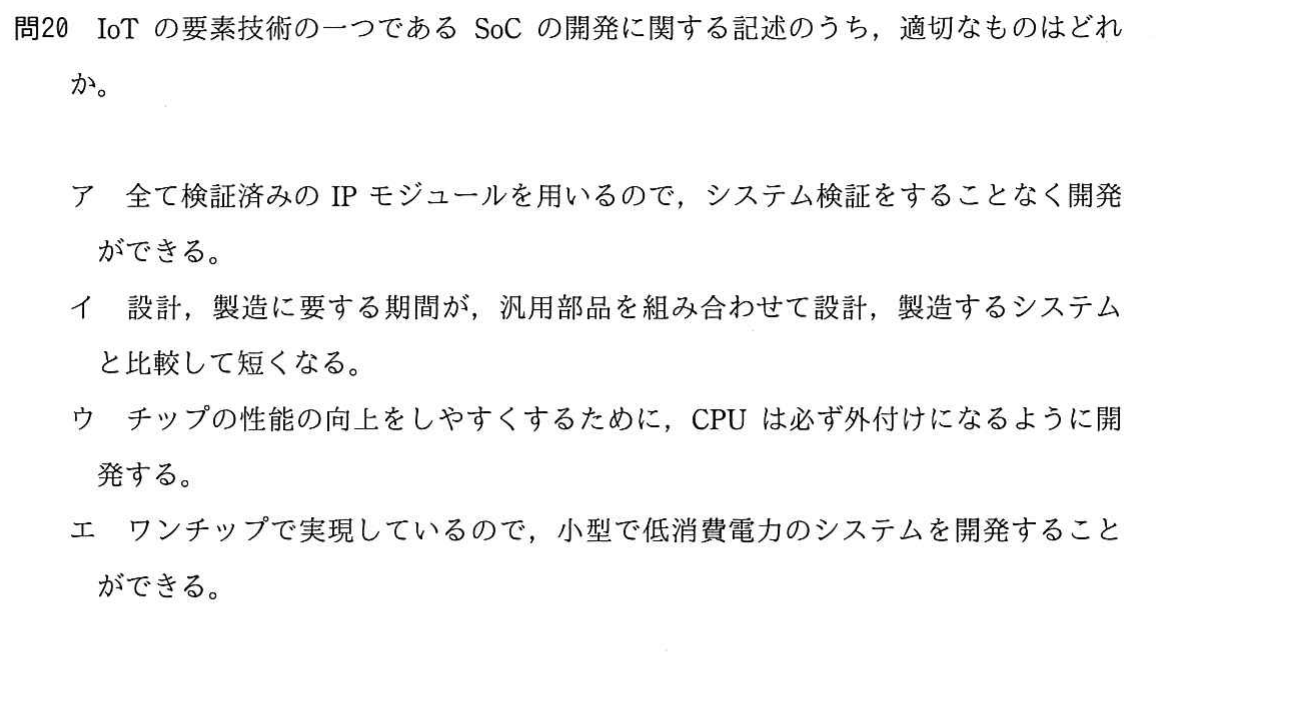 問20　IoT の要素技術の一つである SoC の開発に関する記述のうち，適切なものはどれ
か。
ア　全て検証済みの IP モジュールを用いるので，システム検証をすることなく開発
ができる。
イ　設計，製造に要する期間が，汎用部品を組み合わせて設計，製造するシステム
と比較して短くなる。
ウ　チップの性能の向上をしやすくするために，CPU は必ず外付けになるように開
発する。
エ　ワンチップで実現しているので，小型で低消費電力のシステムを開発すること
ができる。